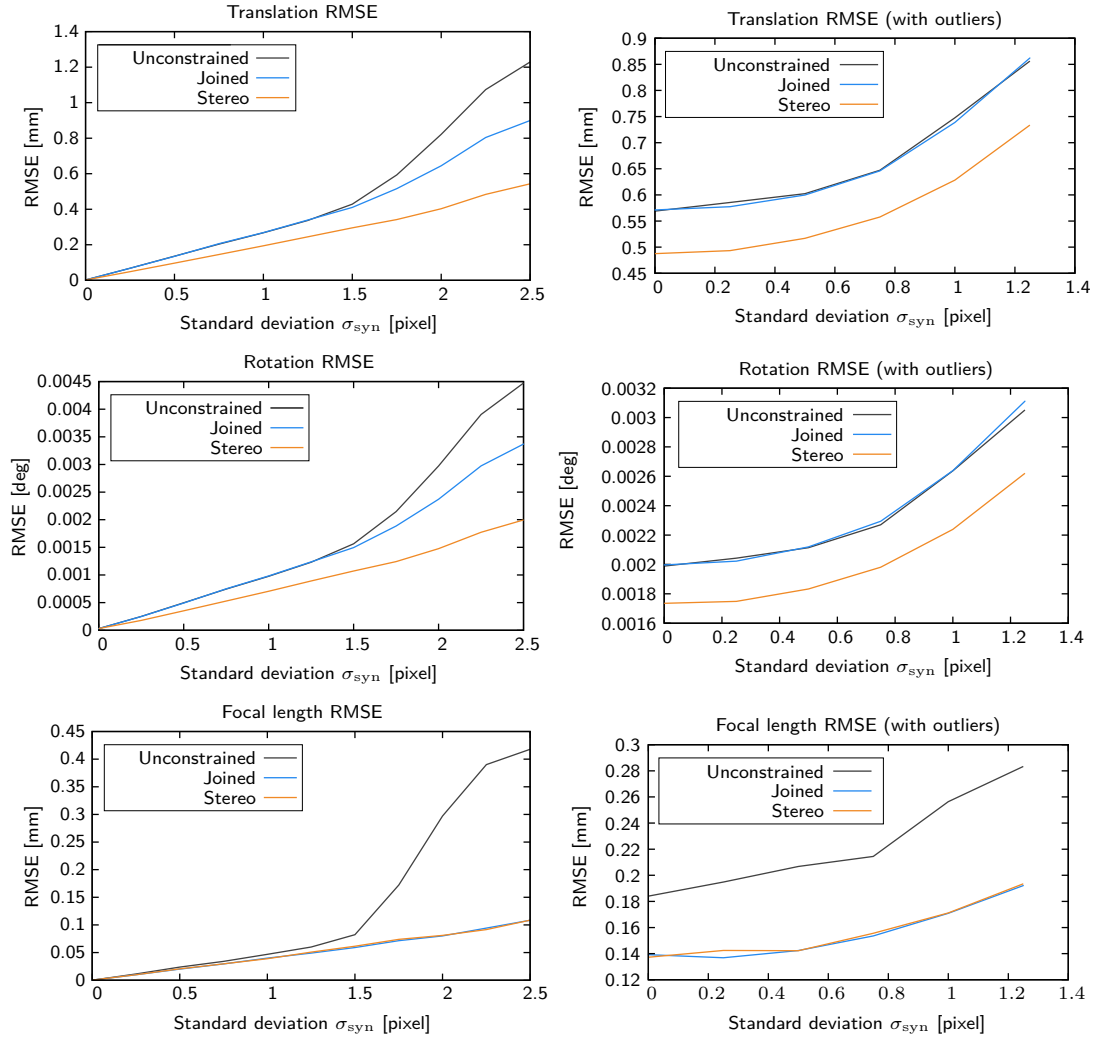 Translation RMSE
1.4
1.2
1
0.8
0.6
0.4
0.2
0
RMSE [mm]
Unconstrained
Joined
Stereo
0 0.5 1 1.5 2 2.5
Standard deviation σsyn [pixel]
Translation RMSE (with outliers)
0.9
0.85
0.8
0.75
0.7
0.65
0.6
0.55
0.5
0.45
RMSE [mm]
Unconstrained
Joined
Stereo
0 0.2 0.4 0.6 0.8 1 1.2 1.4
Standard deviation σsyn [pixel]
Rotation RMSE
0.0045
0.004
0.0035
0.003
0.0025
0.002
0.0015
0.001
0.0005
0
RMSE [deg]
Unconstrained
Joined
Stereo
0 0.5 1 1.5 2 2.5
Standard deviation σsyn [pixel]
Rotation RMSE (with outliers)
0.0032
0.003
0.0028
0.0026
0.0024
0.0022
0.002
0.0018
0.0016
RMSE [deg]
Unconstrained
Joined
Stereo
0 0.2 0.4 0.6 0.8 1 1.2 1.4
Standard deviation σsyn [pixel]
Focal length RMSE
0.45
0.4
0.35
0.3
0.25
0.2
0.15
0.1
0.05
0
RMSE [mm]
Unconstrained
Joined
Stereo
0 0.5 1 1.5 2 2.5
Standard deviation σsyn [pixel]
Focal length RMSE (with outliers)
0.3
0.28
0.26
0.24
0.22
0.2
0.18
0.16
0.14
0.12
RMSE [mm]
Unconstrained
Joined
Stereo
0 0.2 0.4 0.6 0.8 1 1.2 1.4
Standard deviation σsyn [pixel]